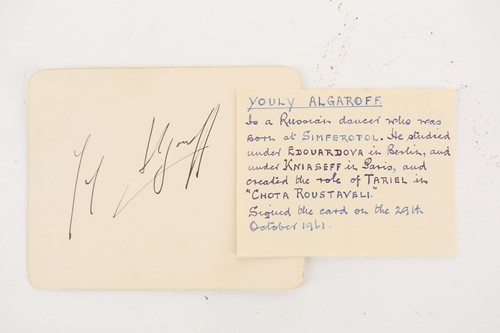 Y. Algaroff
YOULY ALGAROFF
Is a Russian dancer who was
born at SIMFEROPOL. He studied
under EDOUARDOVA in Berlin, and
under KNIASEFF in Paris, and
created the role of TARIEL in
"CHOTA ROUSTAVELI."
Signed the card on the 29th
October 1961.